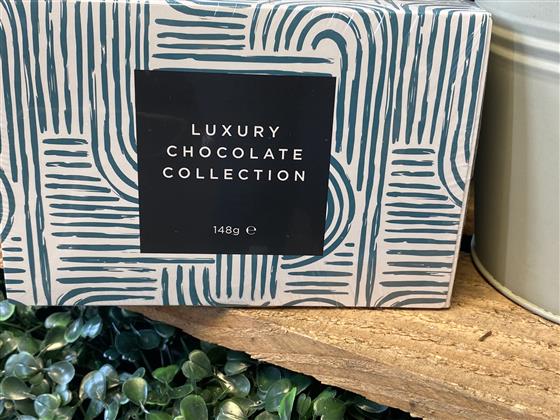 LUXURY
CHOCOLATE
COLLECTION
148g ℮